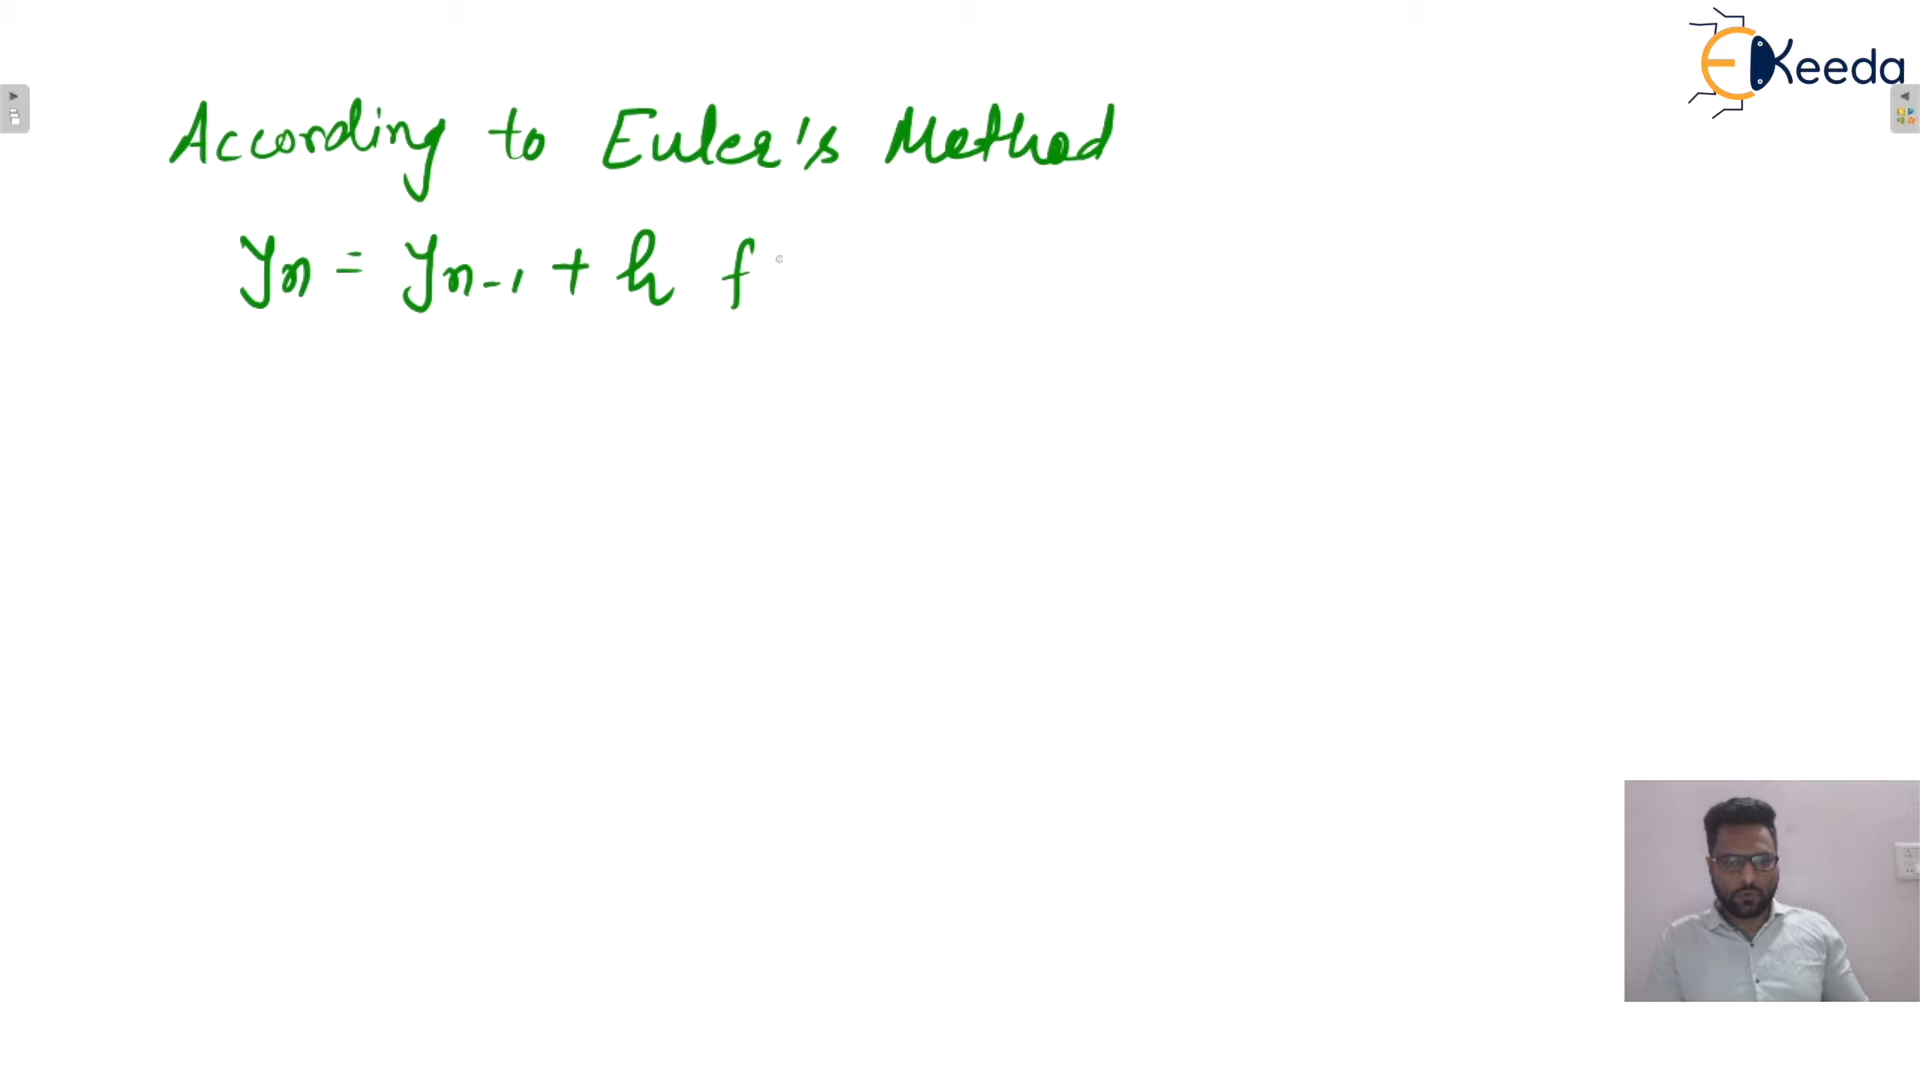 EKeeda
According to Euler's Method
yn = yn-1 + h f